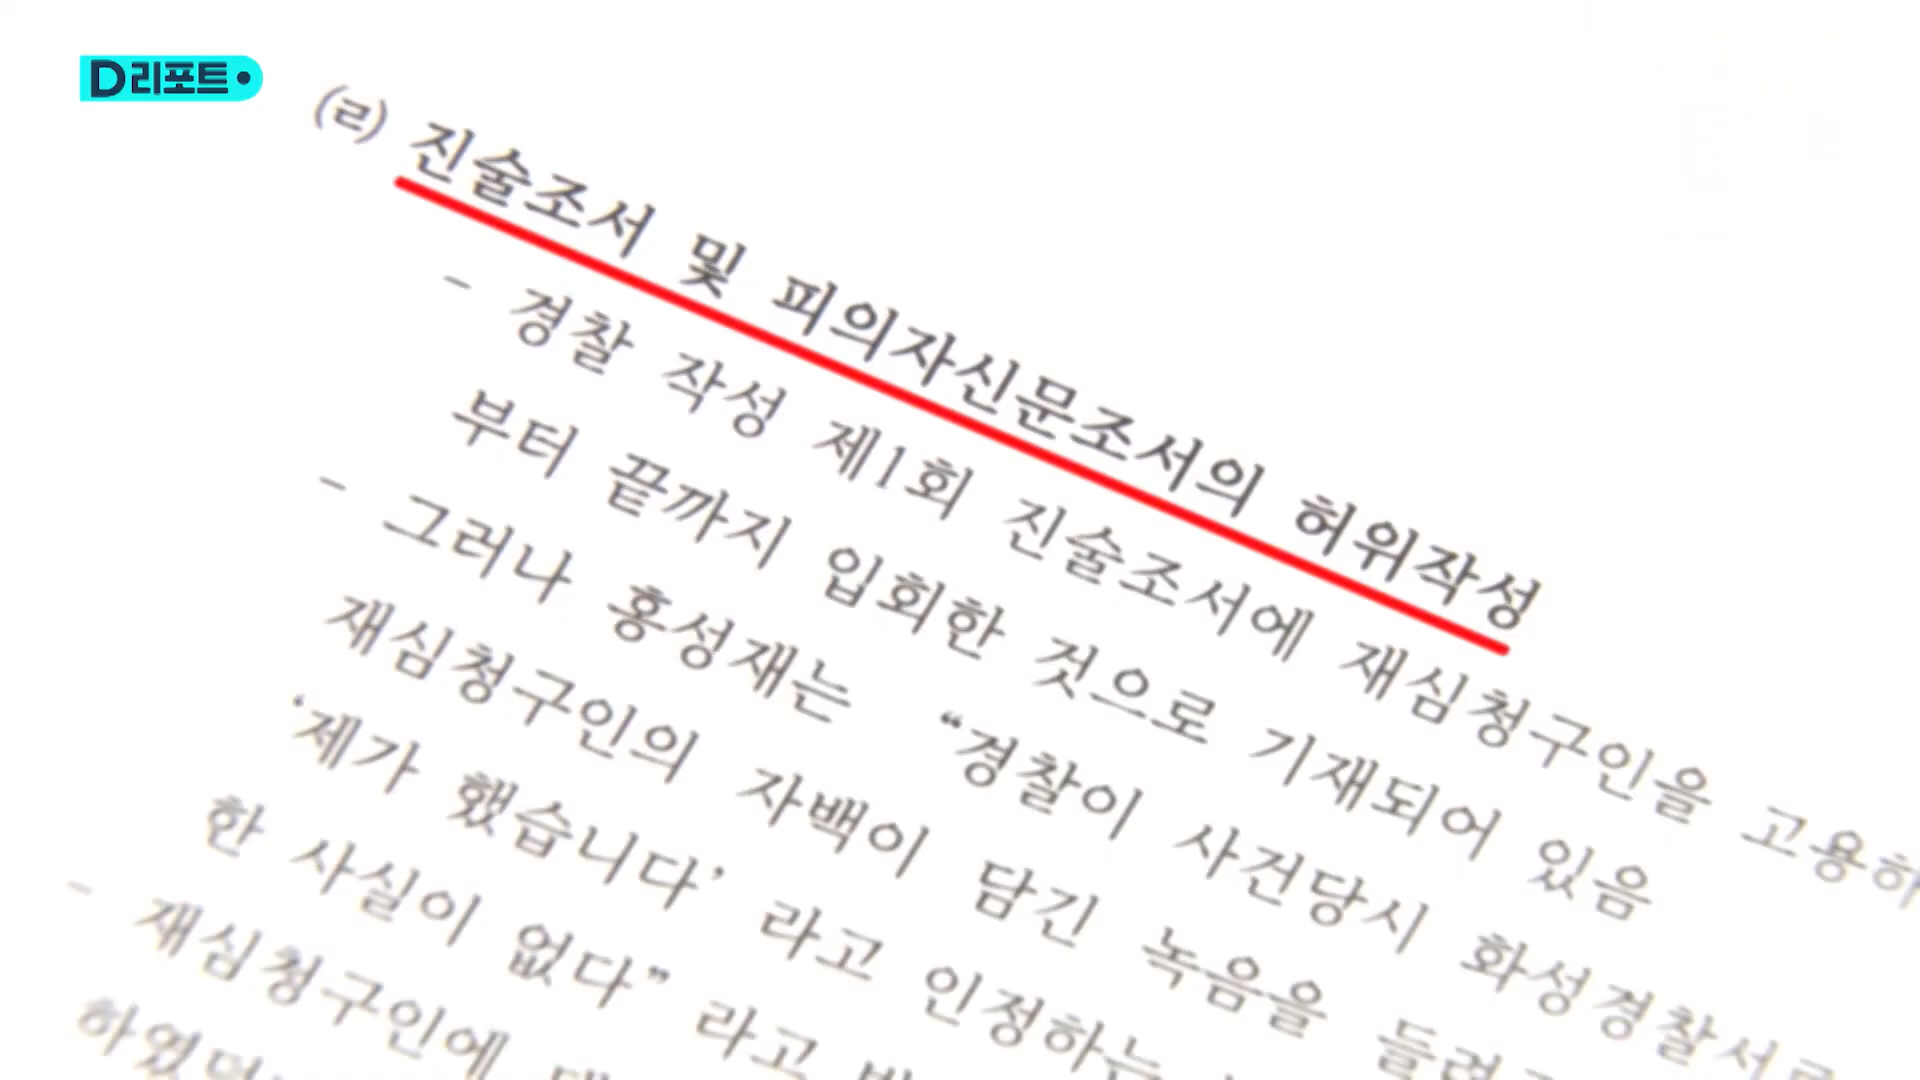 D리포트
(ㄹ) 진술조서 및 피의자신문조서의 허위작성
- 경찰 작성 제1회 진술조서에 재심청구인을 고용하
부터 끝까지 입회한 것으로 기재되어 있음
- 그러나 홍성재는 “경찰이 사건당시 화성경찰서로
재심청구인의 자백이 담긴 녹음을 들려
‘제가 했습니다’ 라고 인정하는
한 사실이 없다” 라고
- 재심청구인에
하였던